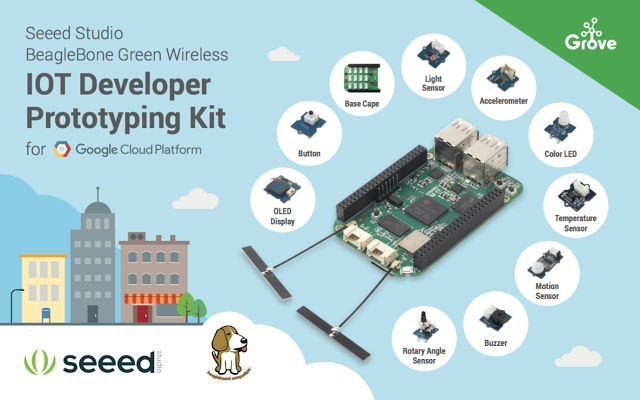 Seeed Studio
BeagleBone Green Wireless
IOT Developer
Prototyping Kit
for Google Cloud Platform
Grove
Base Cape
Light
Sensor
Accelerometer
Button
Color LED
OLED
Display
Temperature
Sensor
Motion
Sensor
Buzzer
Rotary Angle
Sensor
seeed
studio